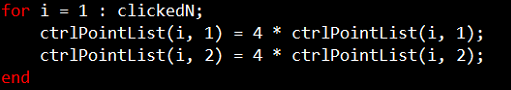 for i = 1 : clickedN;
    ctrlPointList(i, 1) = 4 * ctrlPointList(i, 1);
    ctrlPointList(i, 2) = 4 * ctrlPointList(i, 2);
end